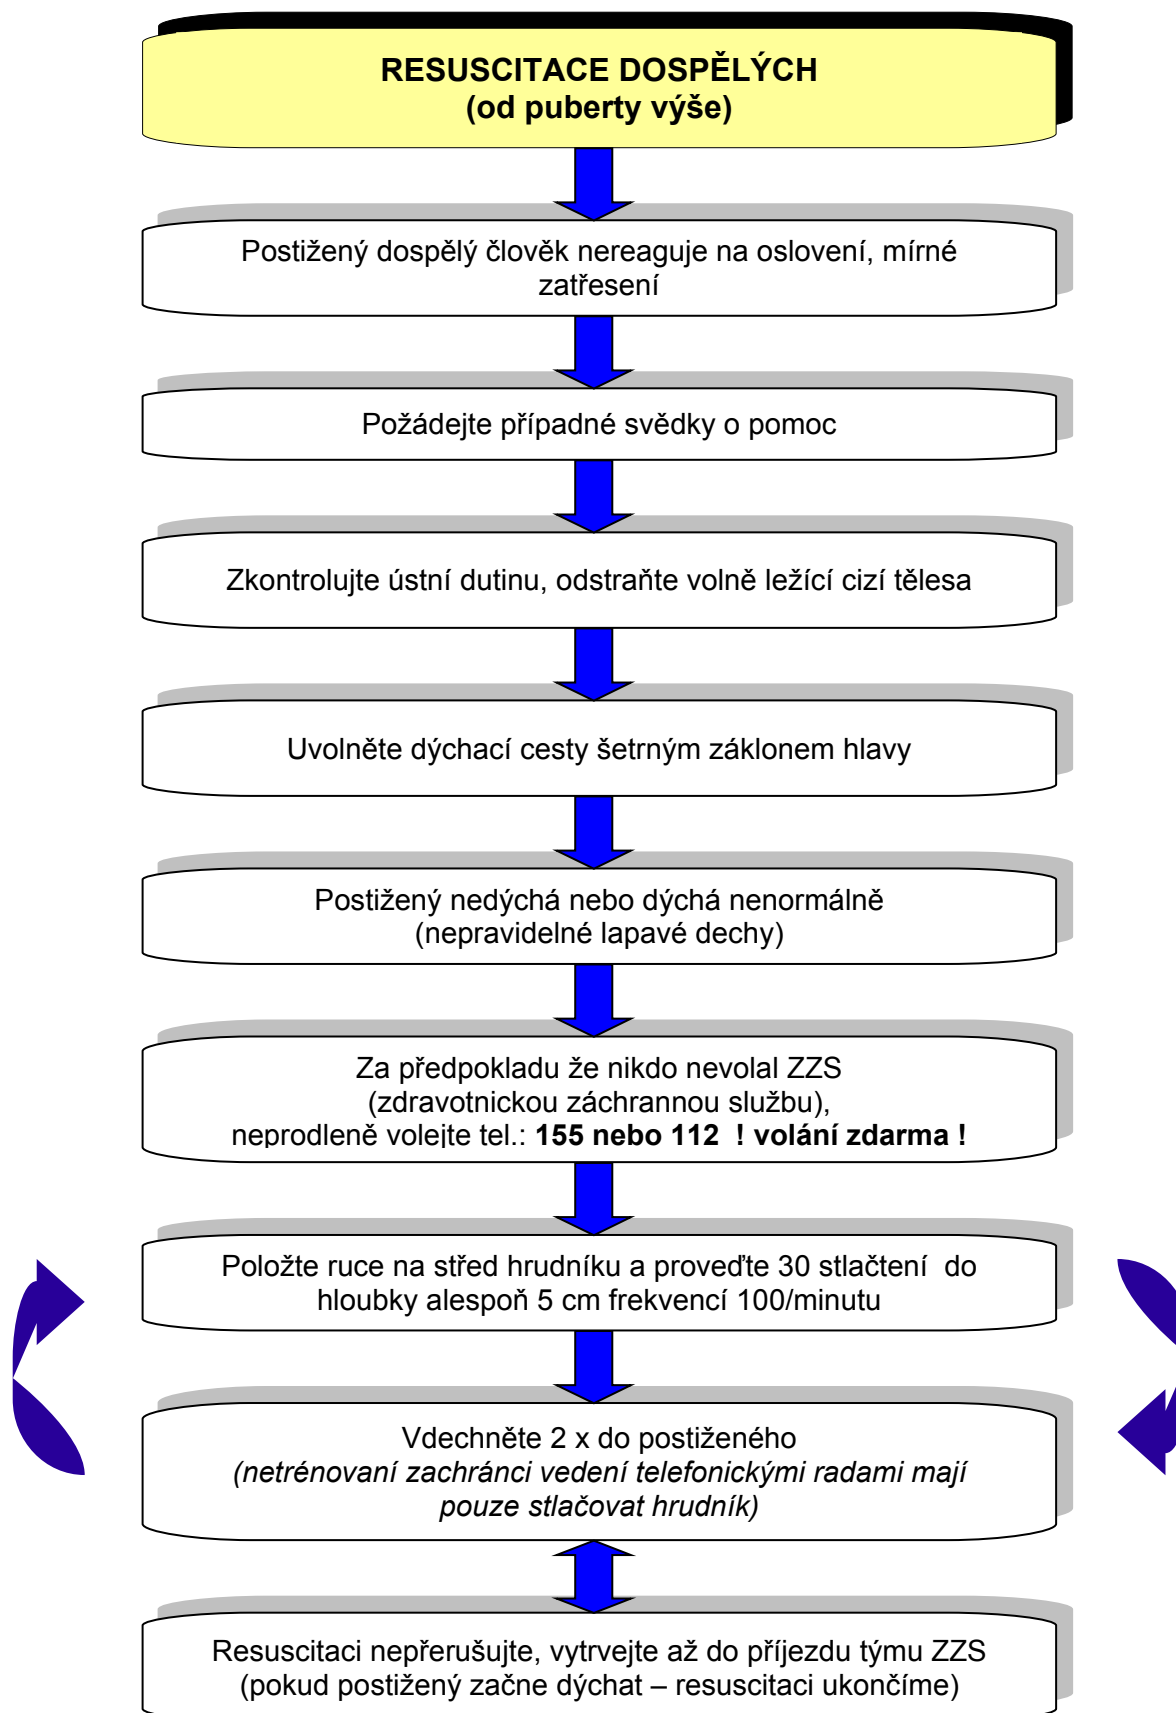 RESUSCITACE DOSPĚLÝCH
(od puberty výše)
Postižený dospělý člověk nereaguje na oslovení, mírné
zatřesení
Požádejte případné svědky o pomoc
Zkontrolujte ústní dutinu, odstraňte volně ležící cizí tělesa
Uvolněte dýchací cesty šetrným záklonem hlavy
Postižený nedýchá nebo dýchá nenormálně
(nepravidelné lapavé dechy)
Za předpokladu že nikdo nevolal ZZS
(zdravotnickou záchrannou službu),
neprodleně volejte tel.: 155 nebo 112 ! volání zdarma !
Položte ruce na střed hrudníku a proveďte 30 stlačtení do
hloubky alespoň 5 cm frekvencí 100/minutu
Vdechněte 2 x do postiženého
(netrénovaní zachránci vedení telefonickými radami mají
pouze stlačovat hrudník)
Resuscitaci nepřerušujte, vytrvejte až do příjezdu týmu ZZS
(pokud postižený začne dýchat – resuscitaci ukončíme)